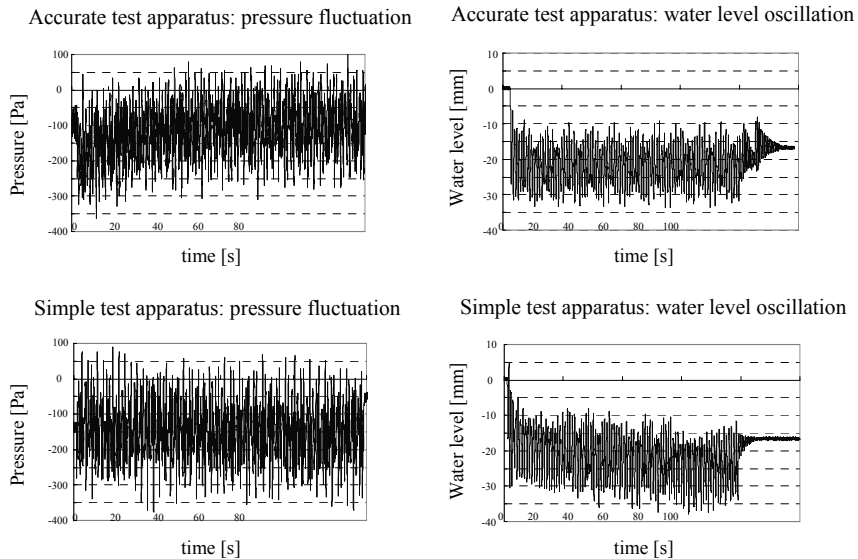 Accurate test apparatus: pressure fluctuation
Pressure [Pa]
100
0
-100
-200
-300
-400
0 20 40 60 80
time [s]
Accurate test apparatus: water level oscillation
Water level [mm]
10
0
-10
-20
-30
-40
0 20 40 60 80 100
time [s]
Simple test apparatus: pressure fluctuation
Pressure [Pa]
100
0
-100
-200
-300
-400
0 20 40 60 80
time [s]
Simple test apparatus: water level oscillation
Water level [mm]
10
0
-10
-20
-30
-40
0 20 40 60 80 100
time [s]